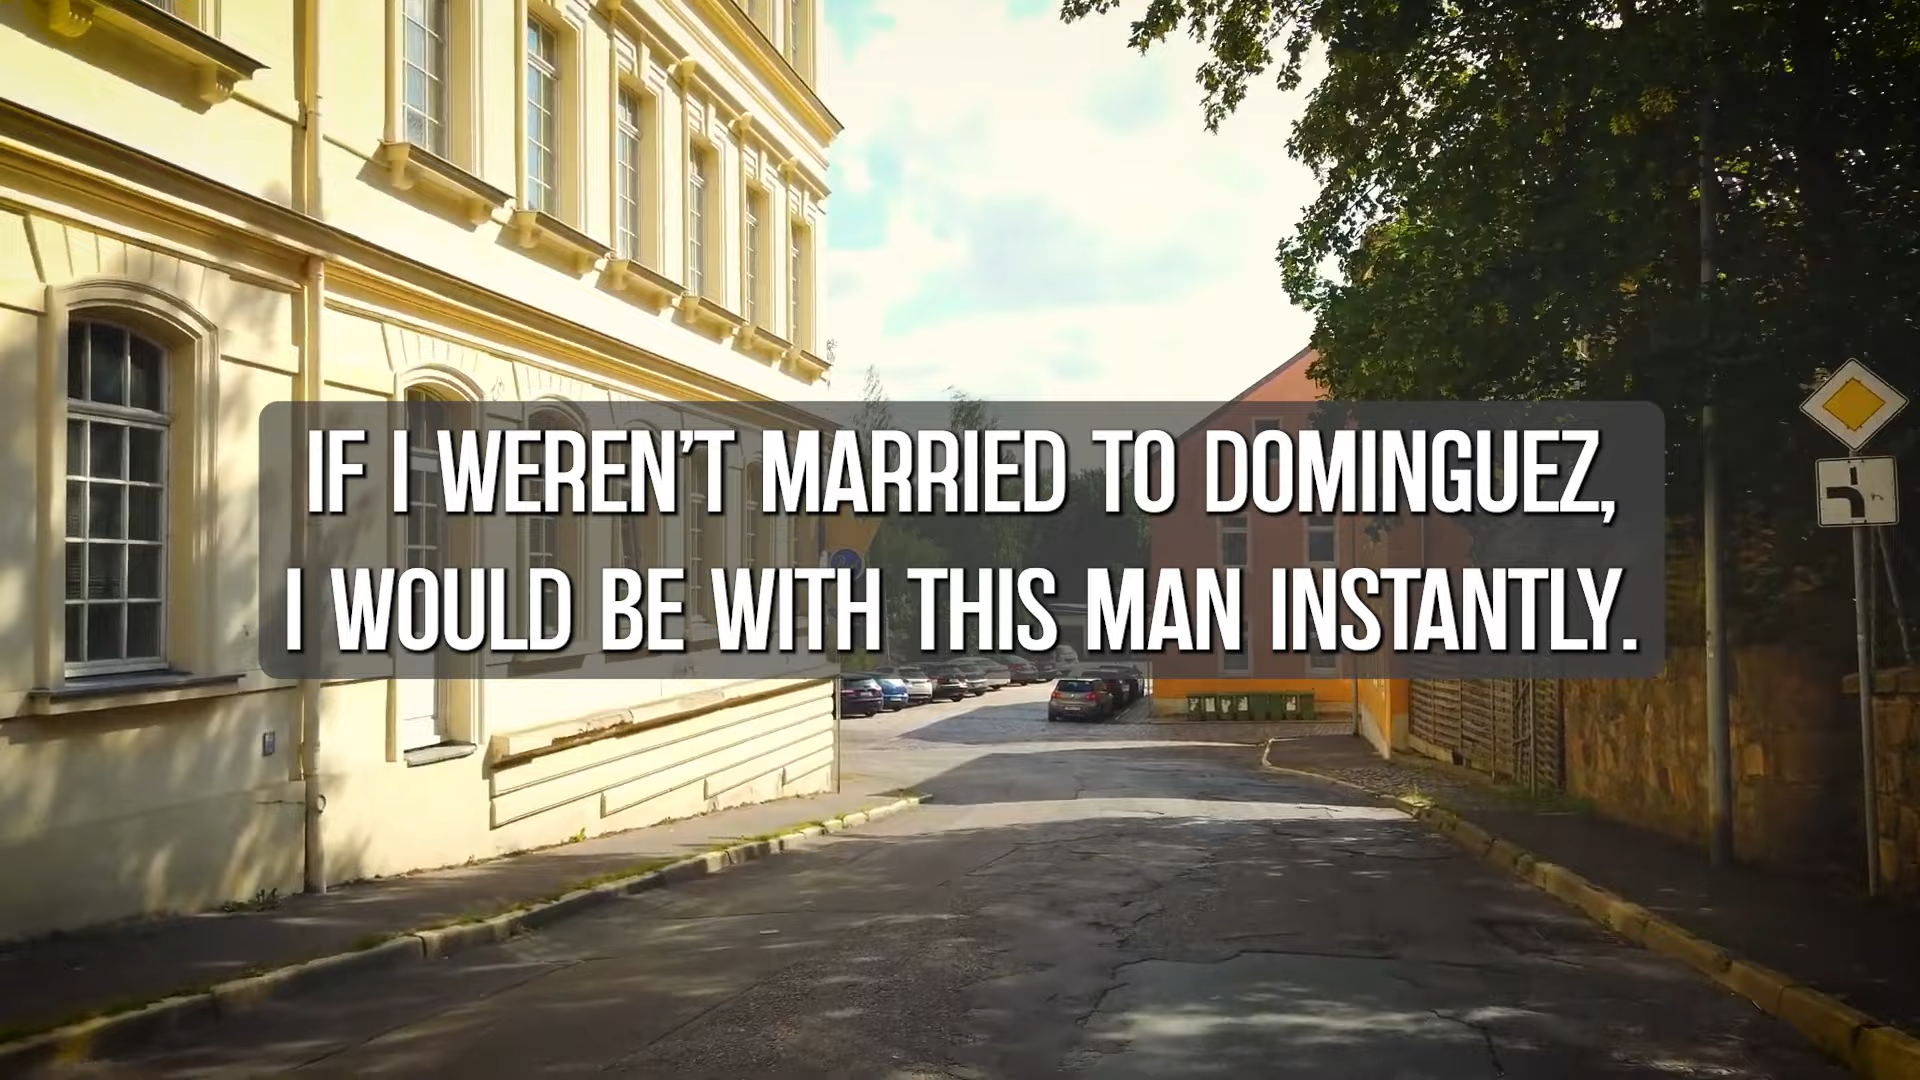 IF I WEREN'T MARRIED TO DOMINGUEZ,
I WOULD BE WITH THIS MAN INSTANTLY.